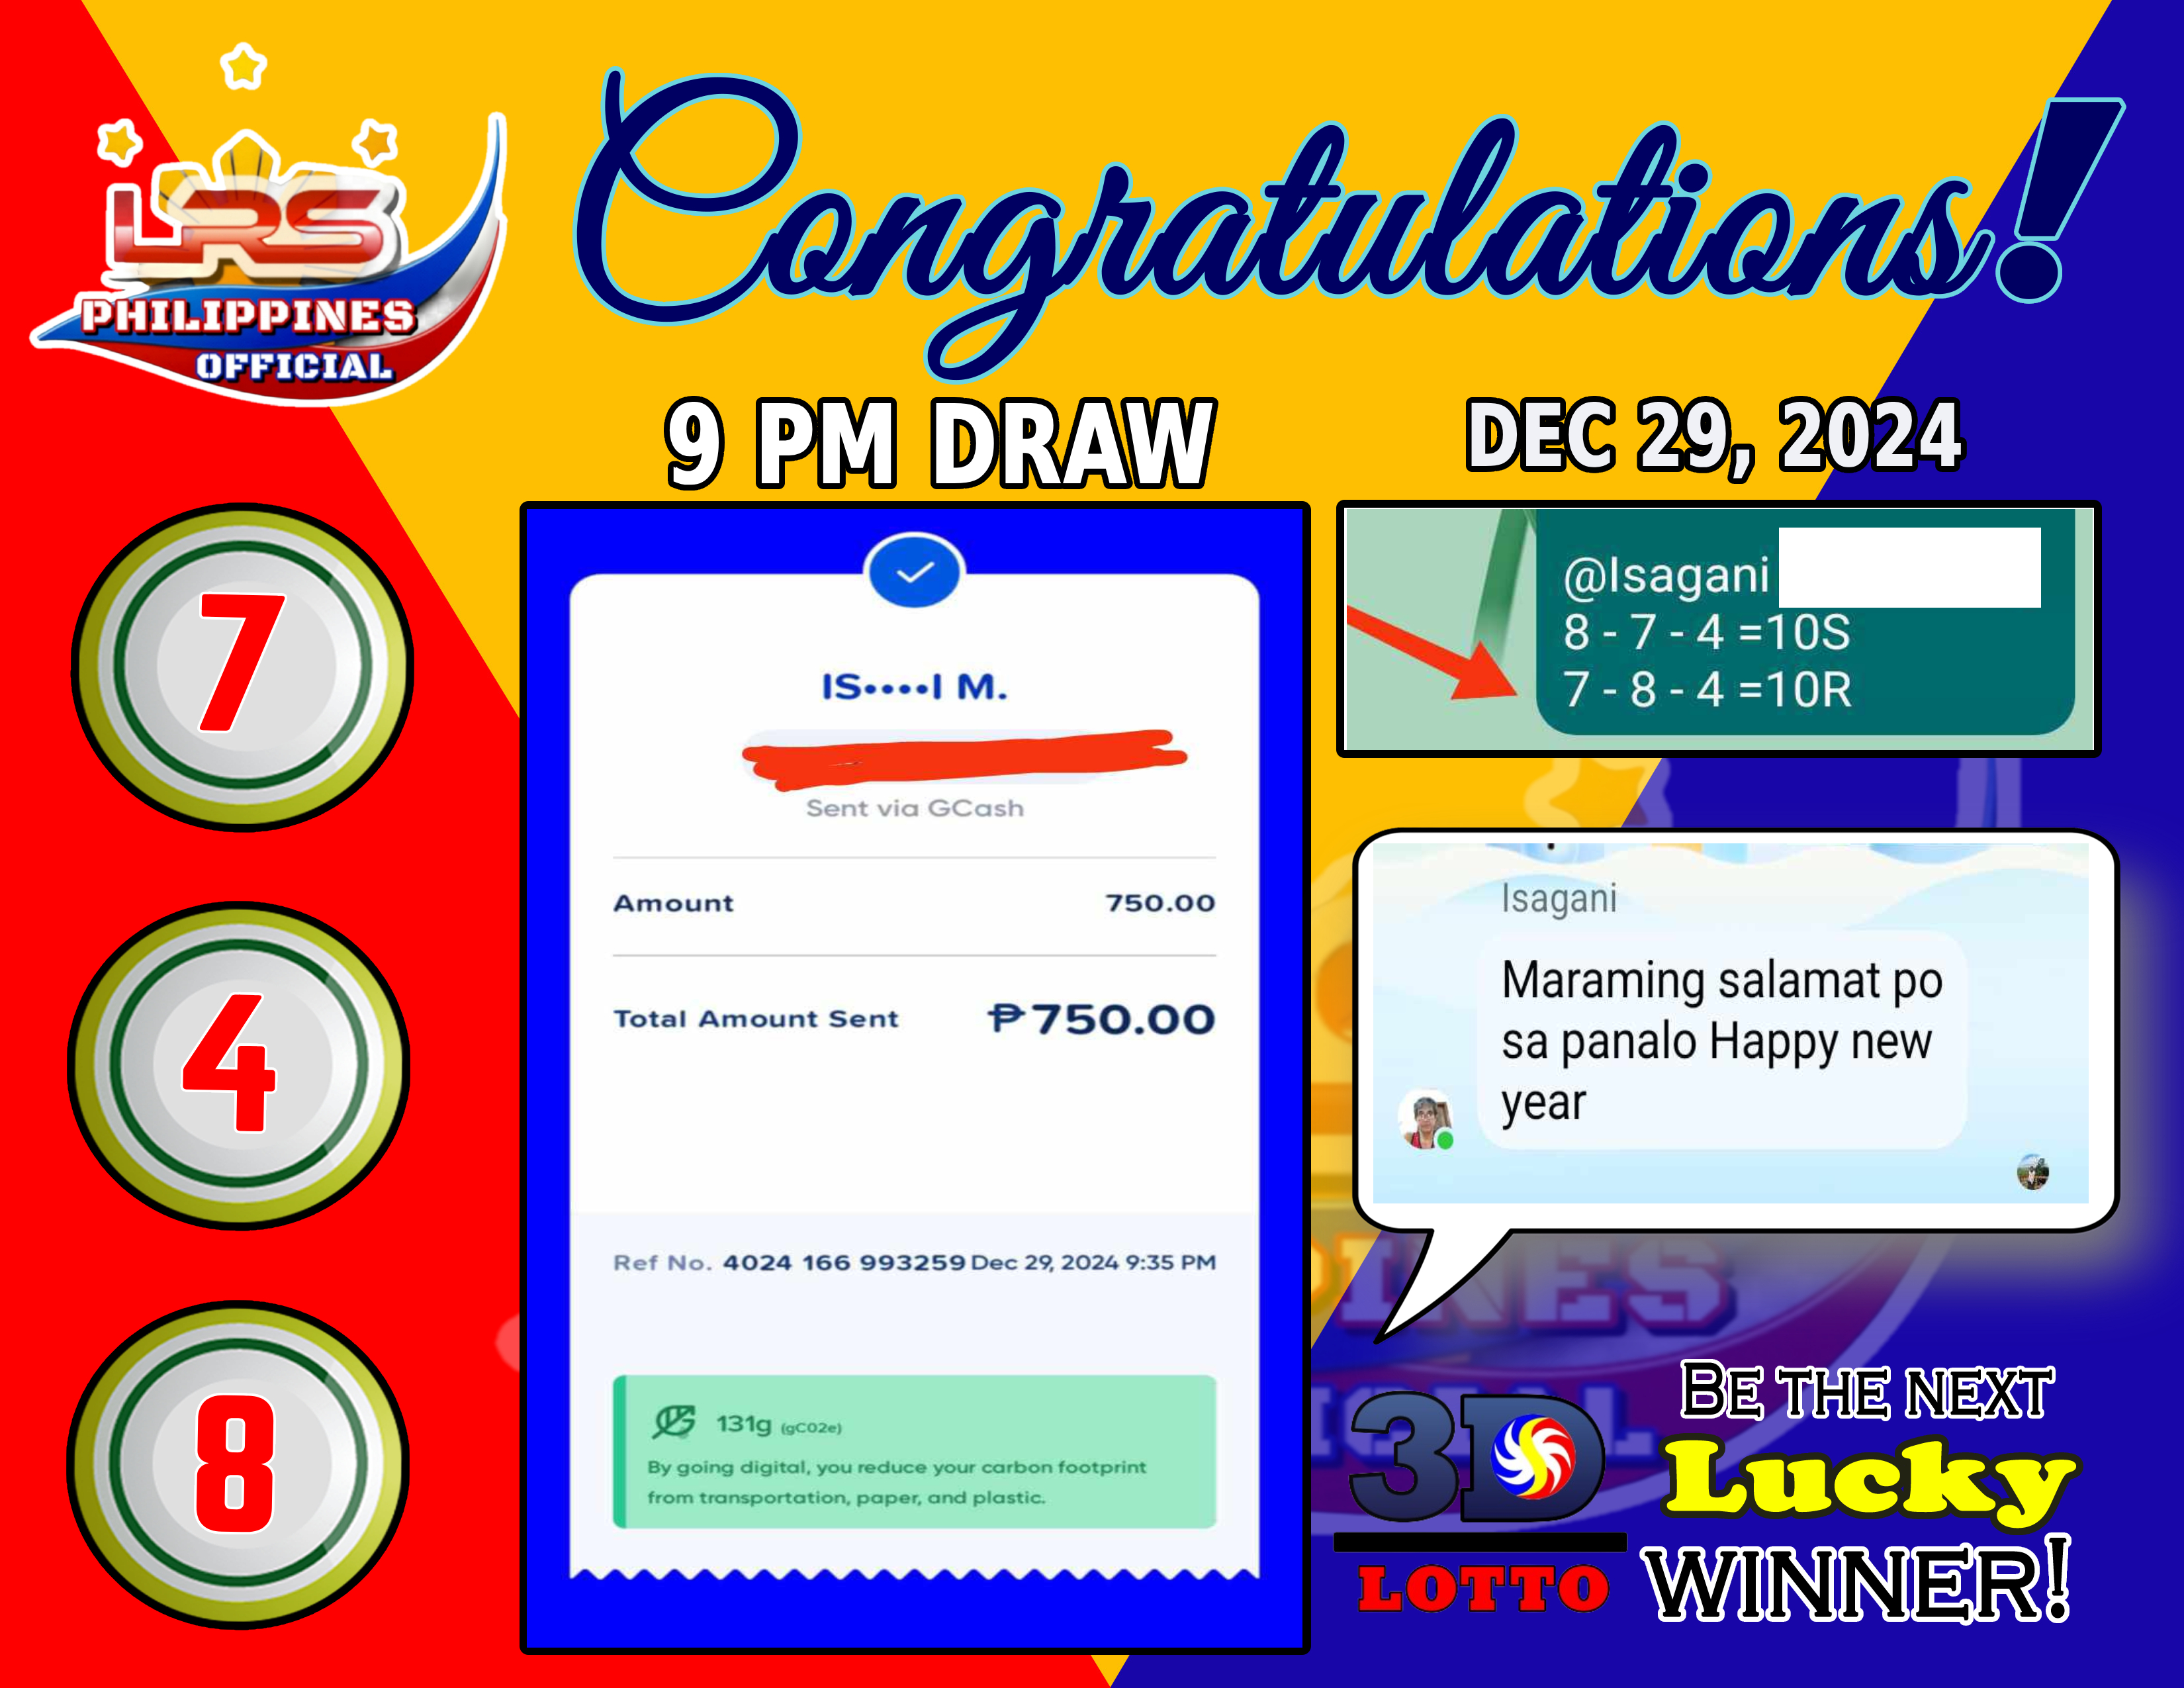 LRS
PHILIPPINES
OFFICIAL
Congratulations!
9 PM DRAW
DEC 29, 2024
7
4
8
IS••••I M.
Sent via GCash
Amount 750.00
Total Amount Sent ₱750.00
Ref No. 4024 166 993259 Dec 29, 2024 9:35 PM
131g (gCO2e)
By going digital, you reduce your carbon footprint
from transportation, paper, and plastic.
@Isagani
8 - 7 - 4 =10S
7 - 8 - 4 =10R
Isagani
Maraming salamat po
sa panalo Happy new
year
3D
LOTTO
BE THE NEXT
Lucky
WINNER!